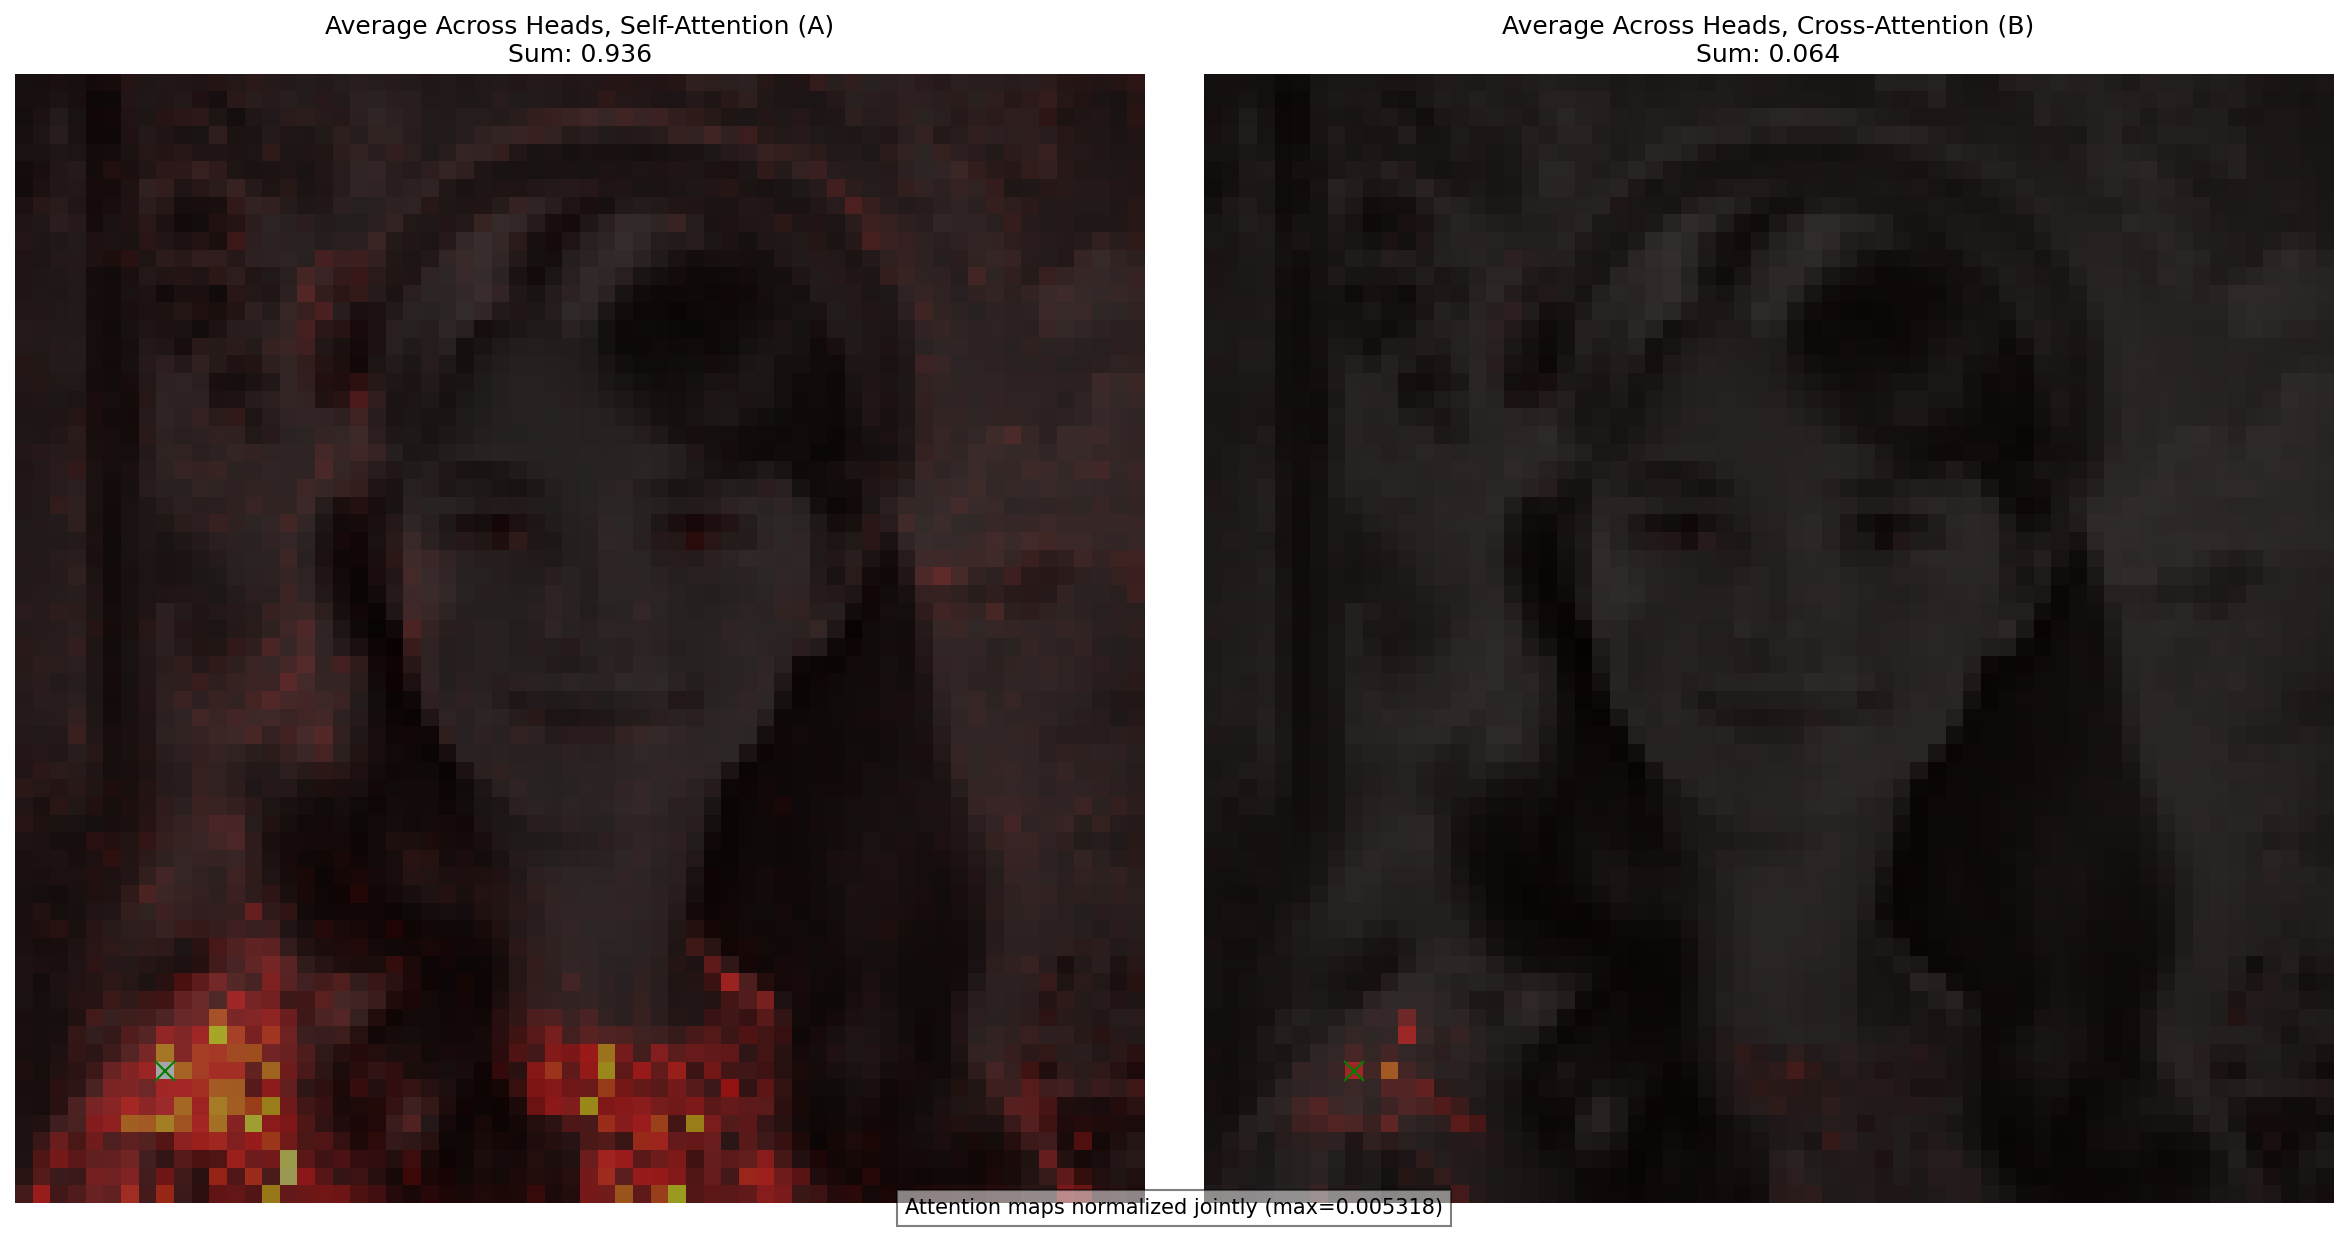 Average Across Heads, Self-Attention (A)
Sum: 0.936
Average Across Heads, Cross-Attention (B)
Sum: 0.064
Attention maps normalized jointly (max=0.005318)